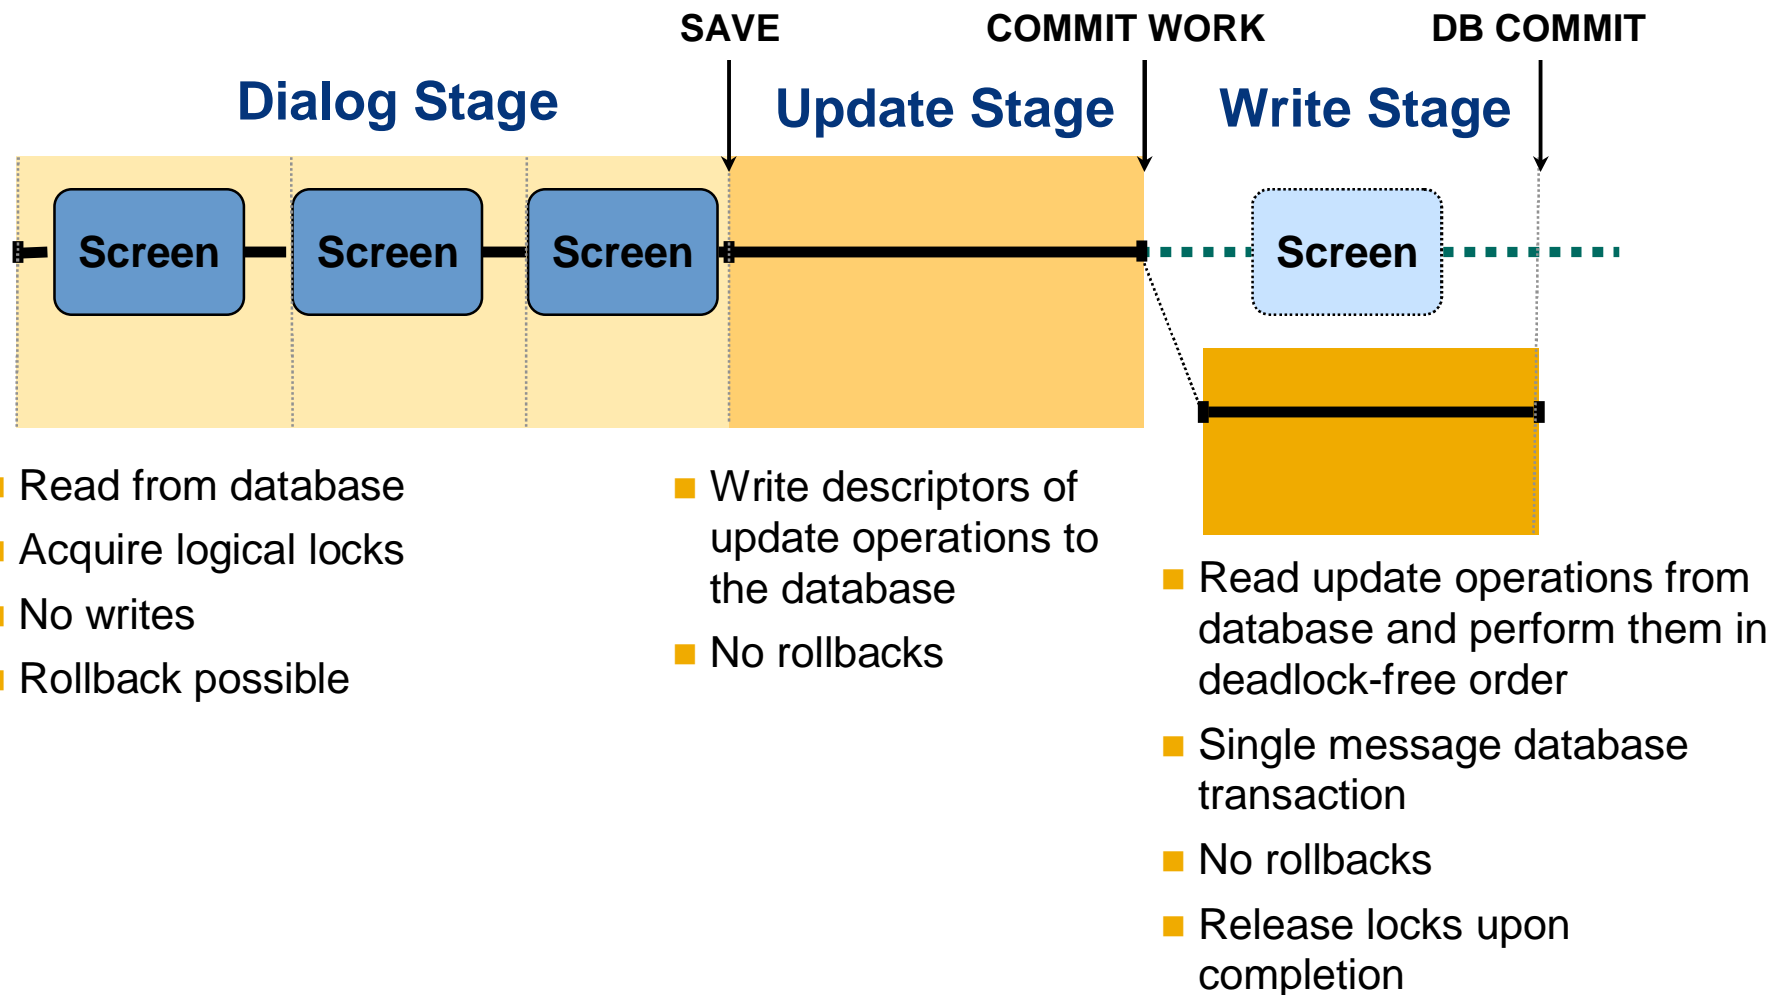 SAVE
COMMIT WORK
DB COMMIT
Dialog Stage
Update Stage
Write Stage
Screen
Screen
Screen
Screen
Read from database
Acquire logical locks
No writes
Rollback possible
Write descriptors of
update operations to
the database
No rollbacks
Read update operations from
database and perform them in
deadlock-free order
Single message database
transaction
No rollbacks
Release locks upon
completion